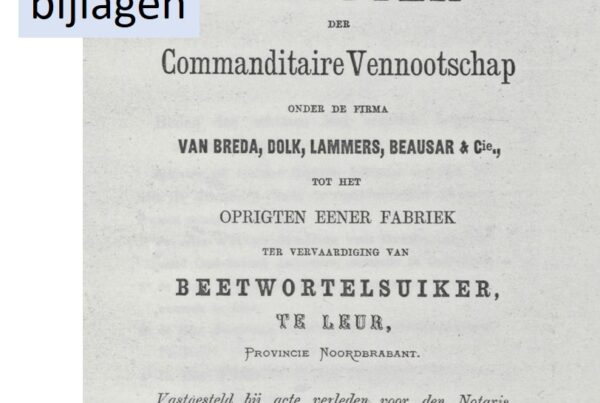 bijlagen
DER
Commanditaire Vennootschap
ONDER DE FIRMA
VAN BREDA, DOLK, LAMMERS, BEAUSAR & Cie.,
TOT HET
OPRIGTEN EENER FABRIEK
TER VERVAARDIGING VAN
BEETWORTELSUIKER,
TE LEUR,
PROVINCIE NOORDBRABANT.
Vastgesteld bij acte verleden voor den Notaris